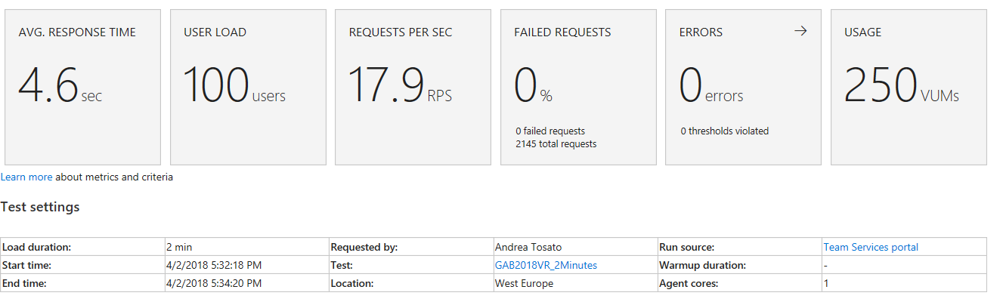 AVG. RESPONSE TIME
4.6 sec
USER LOAD
100 users
REQUESTS PER SEC
17.9 RPS
FAILED REQUESTS
0 %
0 failed requests
2145 total requests
ERRORS →
0 errors
0 thresholds violated
USAGE
250 VUMs
Learn more about metrics and criteria
Test settings
Load duration: 2 min Requested by: Andrea Tosato Run source: Team Services portal
Start time: 4/2/2018 5:32:18 PM Test: GAB2018VR_2Minutes Warmup duration: -
End time: 4/2/2018 5:34:20 PM Location: West Europe Agent cores: 1